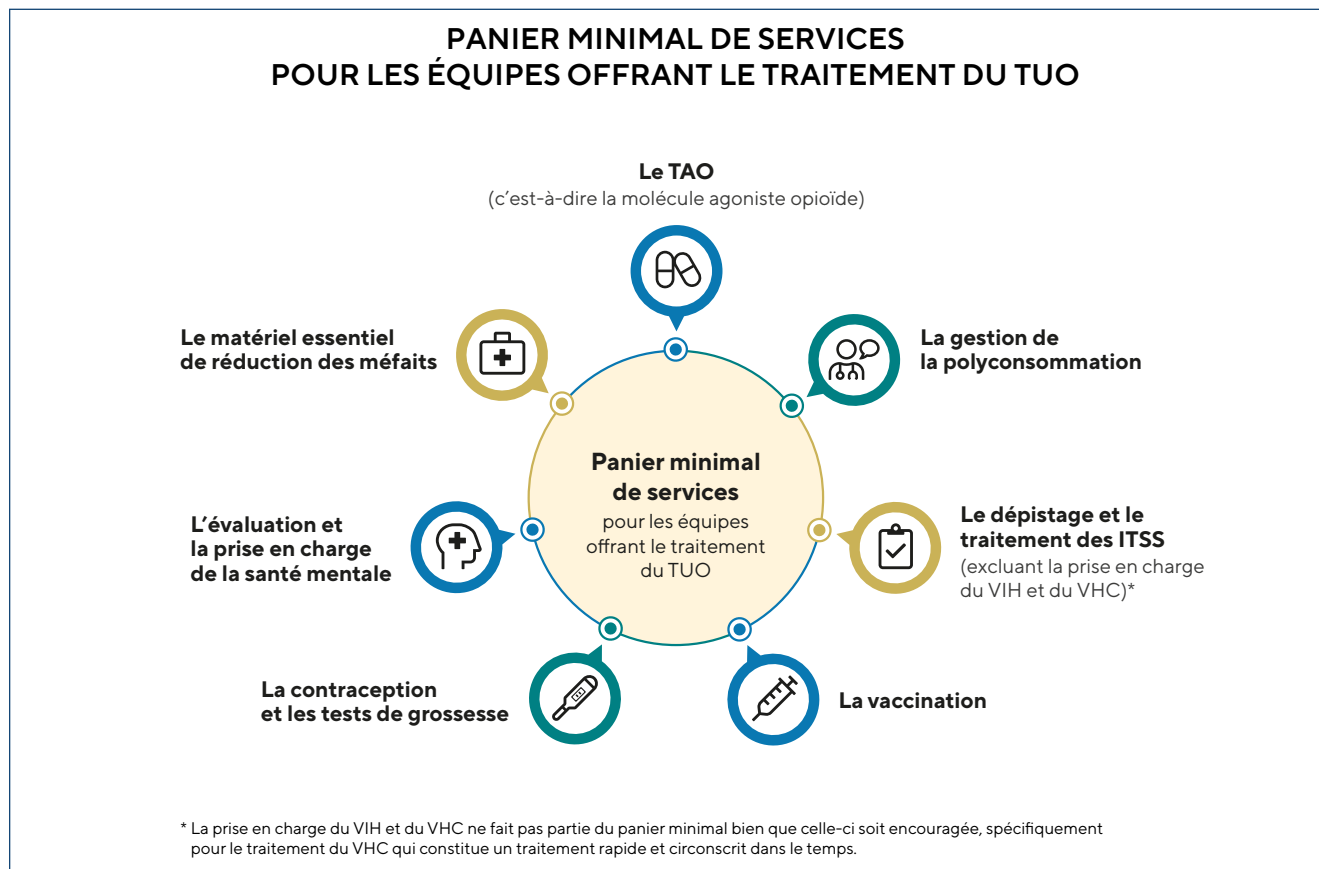 PANIER MINIMAL DE SERVICES
POUR LES ÉQUIPES OFFRANT LE TRAITEMENT DU TUO
Le TAO
(c'est-à-dire la molécule agoniste opioïde)
La gestion de
la polyconsommation
Le dépistage et le
traitement des ITSS
(excluant la prise en charge
du VIH et du VHC)*
La vaccination
La contraception
et les tests de grossesse
L'évaluation et
la prise en charge
de la santé mentale
Le matériel essentiel
de réduction des méfaits
Panier minimal
de services
pour les équipes
offrant le traitement
du TUO
* La prise en charge du VIH et du VHC ne fait pas partie du panier minimal bien que celle-ci soit encouragée, spécifiquement
pour le traitement du VHC qui constitue un traitement rapide et circonscrit dans le temps.